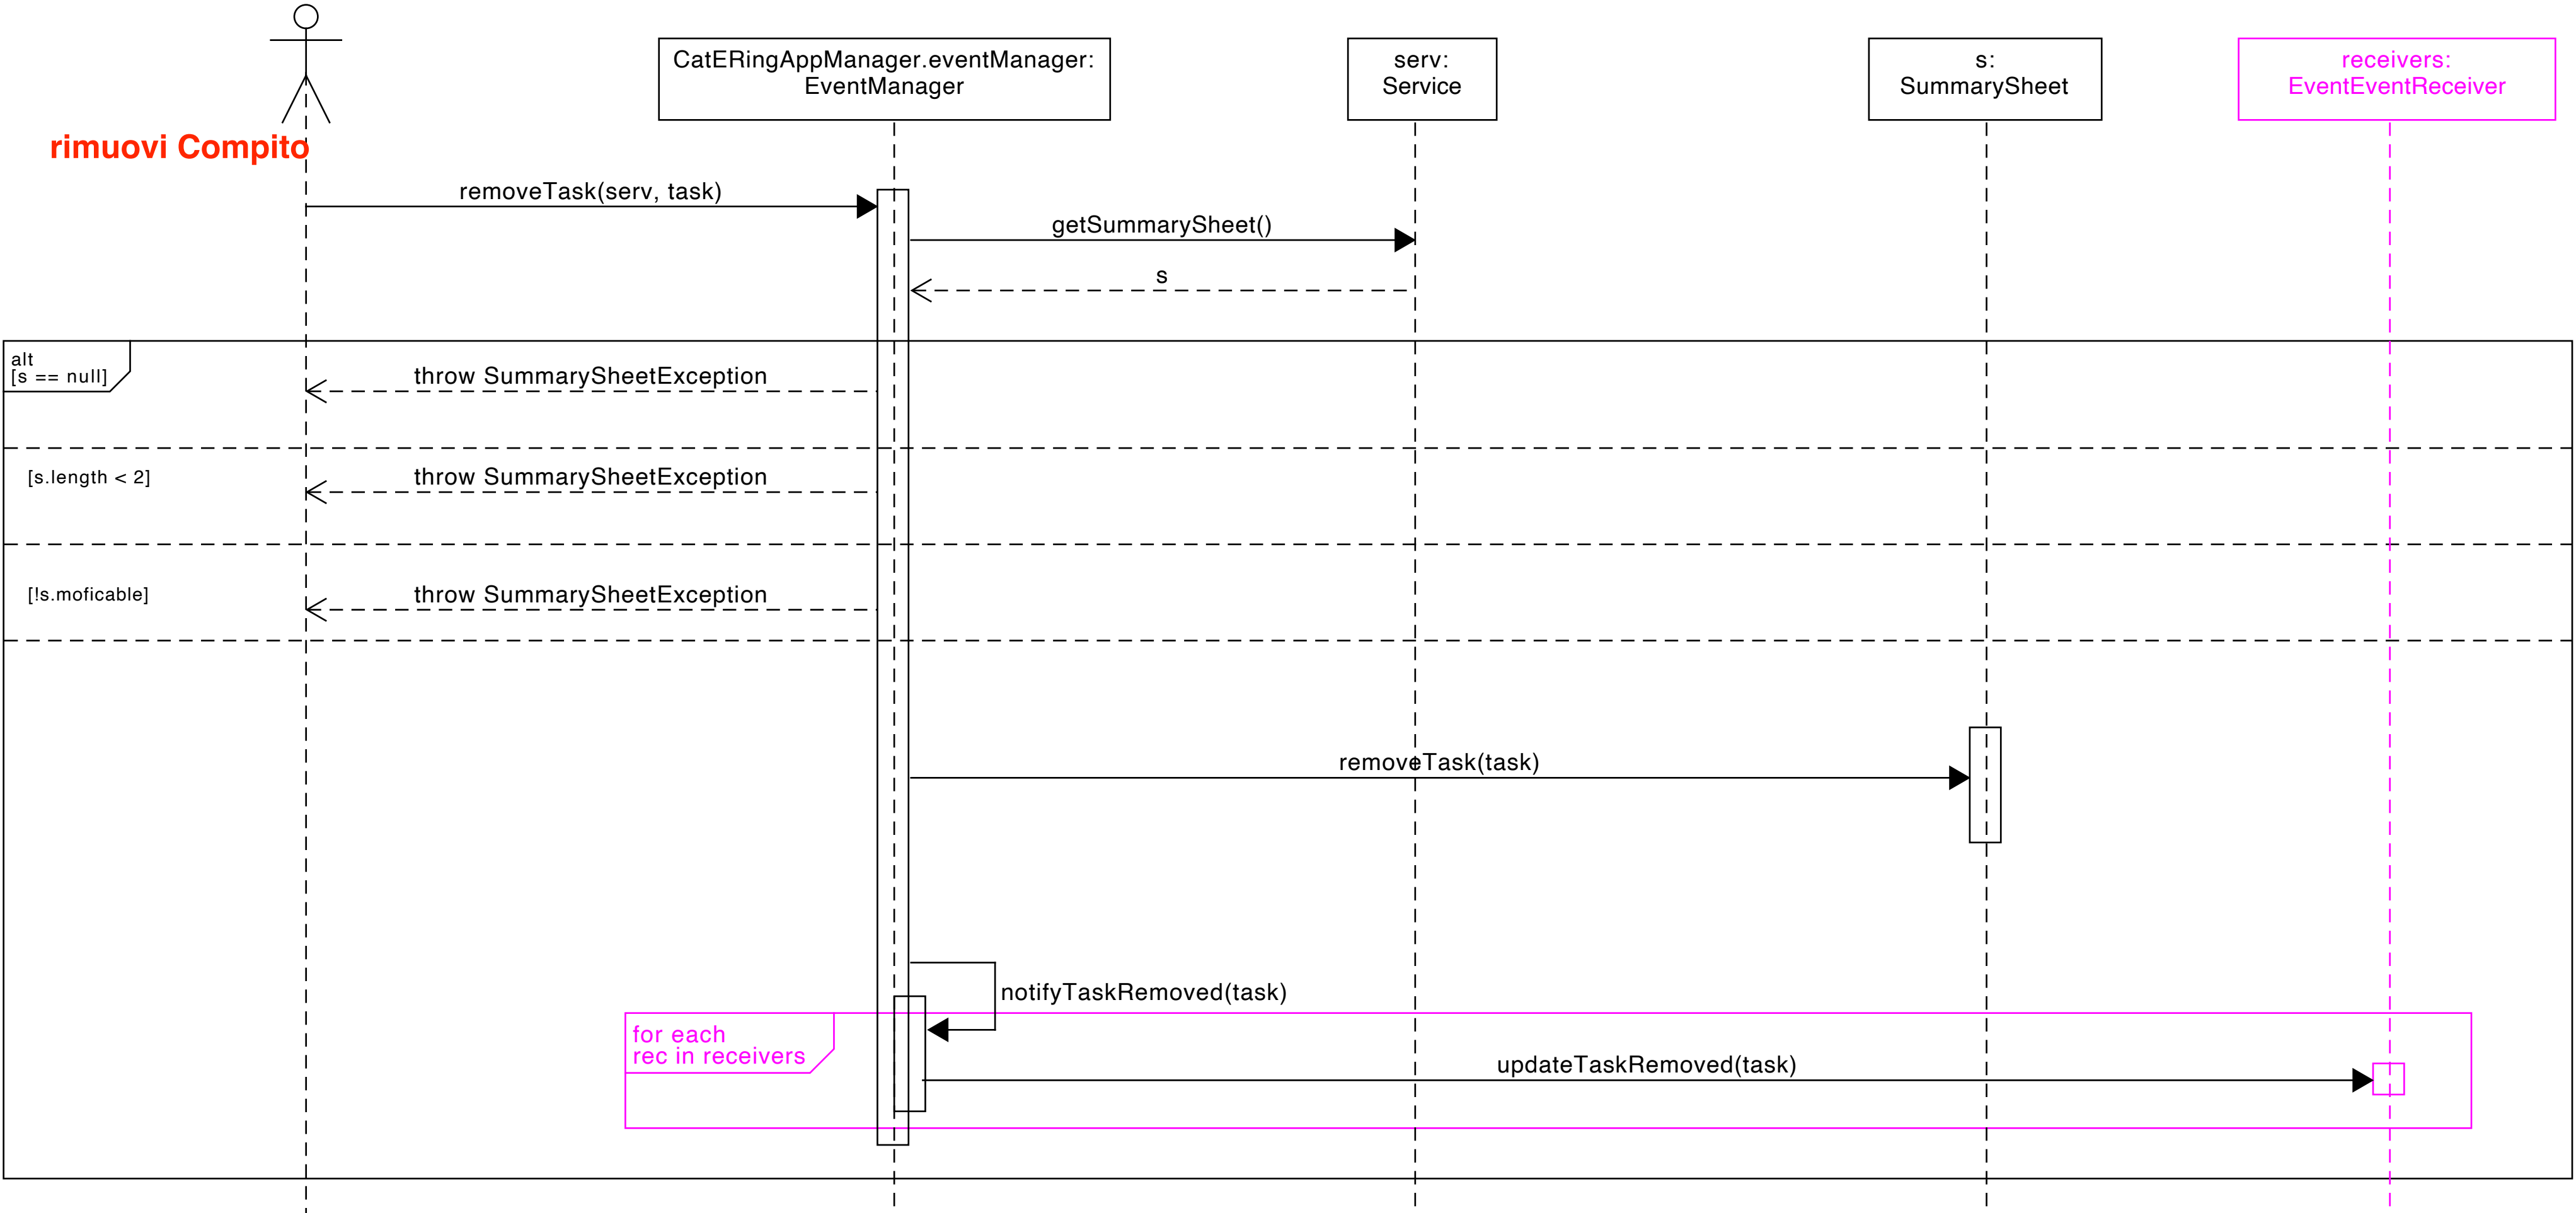 CatERingAppManager.eventManager:
EventManager
serv:
Service
s:
SummarySheet
receivers:
EventEventReceiver
rimuovi Compito
removeTask(serv, task)
getSummarySheet()
s
alt
[s == null]
throw SummarySheetException
[s.length < 2]
throw SummarySheetException
[!s.moficable]
throw SummarySheetException
removeTask(task)
notifyTaskRemoved(task)
for each
rec in receivers
updateTaskRemoved(task)